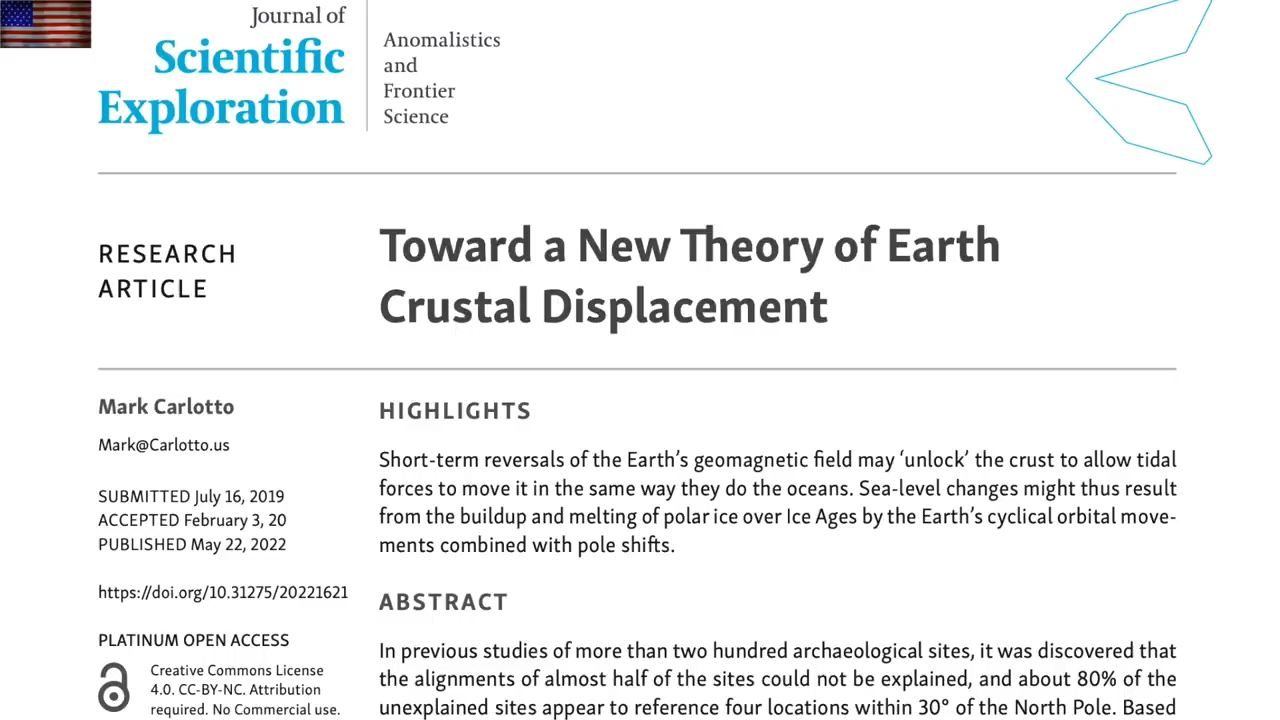 Journal of
Scientific
Exploration
Anomalistics
and
Frontier
Science
RESEARCH
ARTICLE
Toward a New Theory of Earth
Crustal Displacement
Mark Carlotto
Mark@Carlotto.us
SUBMITTED July 16, 2019
ACCEPTED February 3, 20
PUBLISHED May 22, 2022
https://doi.org/10.31275/20221621
PLATINUM OPEN ACCESS
Creative Commons License
4.0. CC-BY-NC. Attribution
required. No Commercial use.
HIGHLIGHTS
Short-term reversals of the Earth’s geomagnetic field may ‘unlock’ the crust to allow tidal
forces to move it in the same way they do the oceans. Sea-level changes might thus result
from the buildup and melting of polar ice over Ice Ages by the Earth’s cyclical orbital move-
ments combined with pole shifts.
ABSTRACT
In previous studies of more than two hundred archaeological sites, it was discovered that
the alignments of almost half of the sites could not be explained, and about 80% of the
unexplained sites appear to reference four locations within 30° of the North Pole. Based